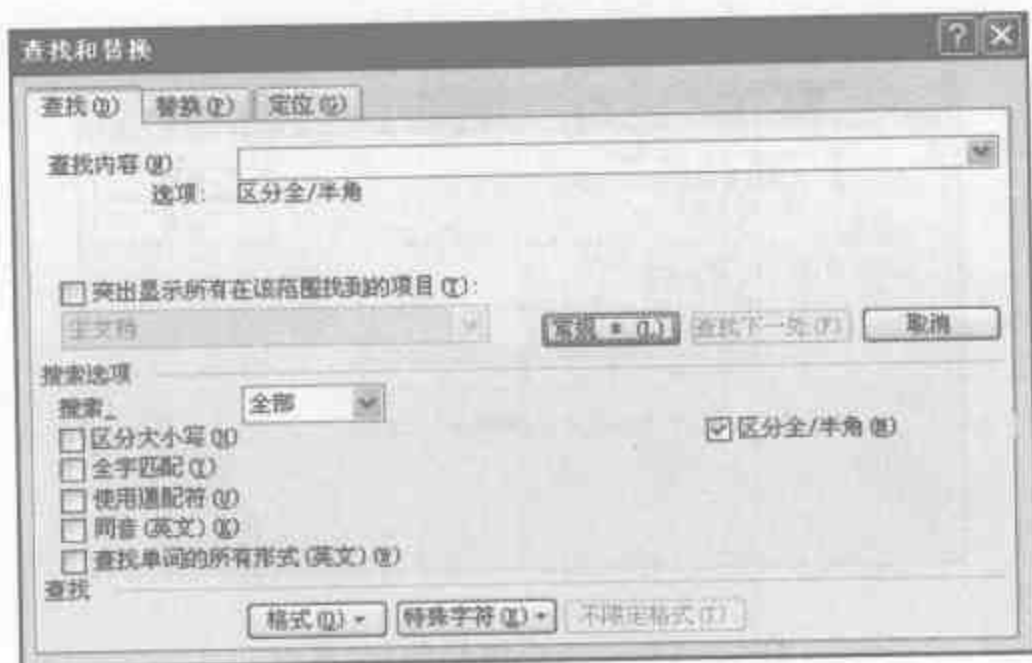 查找和替换
查找(D) 替换(P) 定位(G)
查找内容(N):
选项: 区分全/半角
突出显示所有在该范围找到的项目(T):
主文档
常规 (L) 查找下一处(F) 取消
搜索选项
搜索_ 全部
区分大小写(H) 区分全/半角(M)
全字匹配(Y)
使用通配符(U)
同音(英文)(K)
查找单词的所有形式(英文)(W)
查找
格式(O) 特殊字符(E) 不限定格式(T)